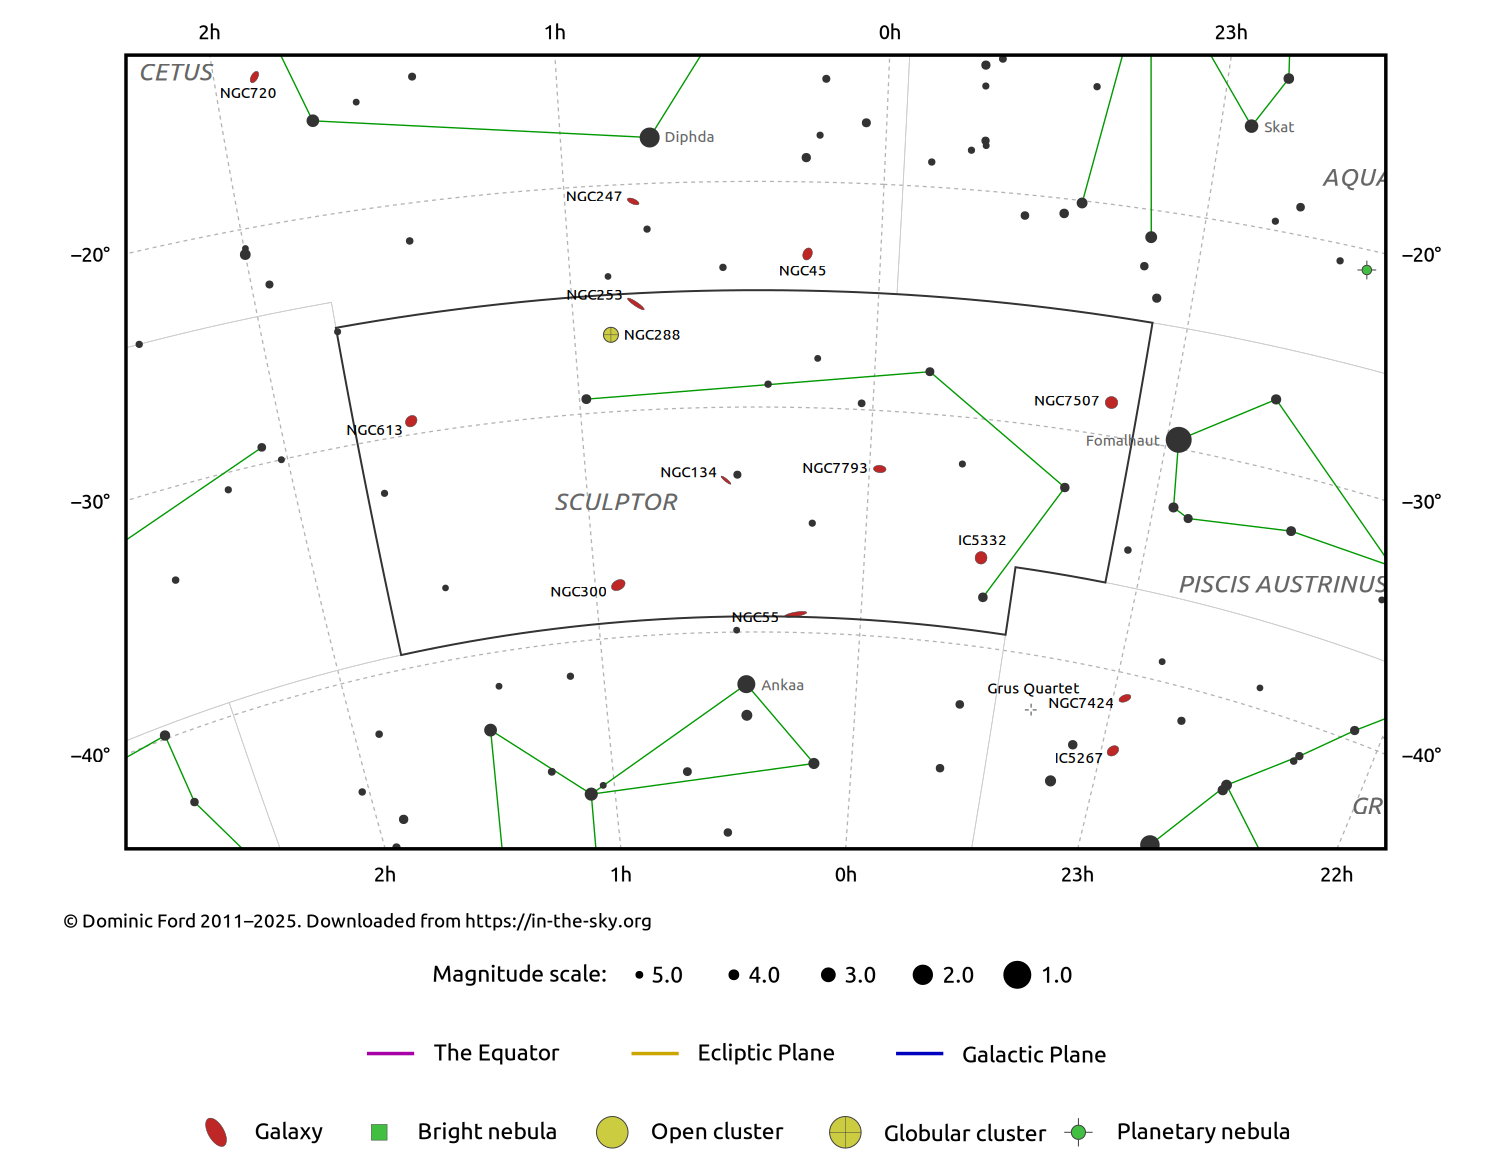 2h 1h 0h 23h
CETUS
NGC720
Diphda
Skat
AQUA
NGC247
−20°
−20°
NGC45
NGC253
NGC288
NGC7507
NGC613
Fomalhaut
NGC134
NGC7793
SCULPTOR
−30°
−30°
IC5332
PISCIS AUSTRINUS
NGC300
NGC55
Ankaa
Grus Quartet
NGC7424
−40°
−40°
IC5267
GR
2h 1h 0h 23h 22h
© Dominic Ford 2011–2025. Downloaded from https://in-the-sky.org
Magnitude scale: 5.0 4.0 3.0 2.0 1.0
The Equator Ecliptic Plane Galactic Plane
Galaxy Bright nebula Open cluster Globular cluster Planetary nebula